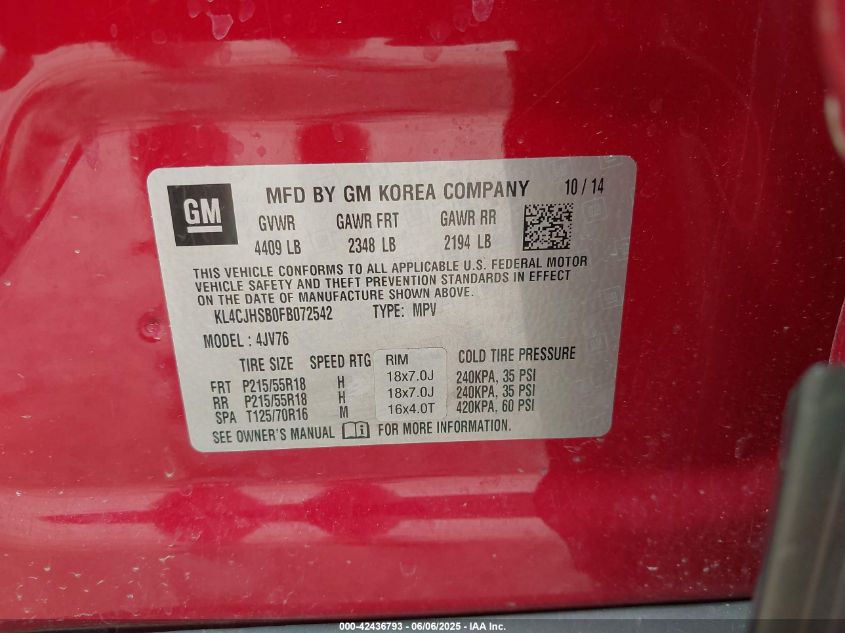 GM
MFD BY GM KOREA COMPANY 10 / 14
GVWR GAWR FRT GAWR RR
4409 LB 2348 LB 2194 LB
THIS VEHICLE CONFORMS TO ALL APPLICABLE U.S. FEDERAL MOTOR
VEHICLE SAFETY AND THEFT PREVENTION STANDARDS IN EFFECT
ON THE DATE OF MANUFACTURE SHOWN ABOVE.
KL4CJHSB0FB072542 TYPE: MPV
MODEL : 4JV76
TIRE SIZE SPEED RTG RIM COLD TIRE PRESSURE
FRT P215/55R18 H 18x7.0J 240KPA, 35 PSI
RR P215/55R18 H 18x7.0J 240KPA, 35 PSI
SPA T125/70R16 M 16x4.0T 420KPA, 60 PSI
SEE OWNER'S MANUAL FOR MORE INFORMATION.
000-42436793 - 06/06/2025 - IAA Inc.